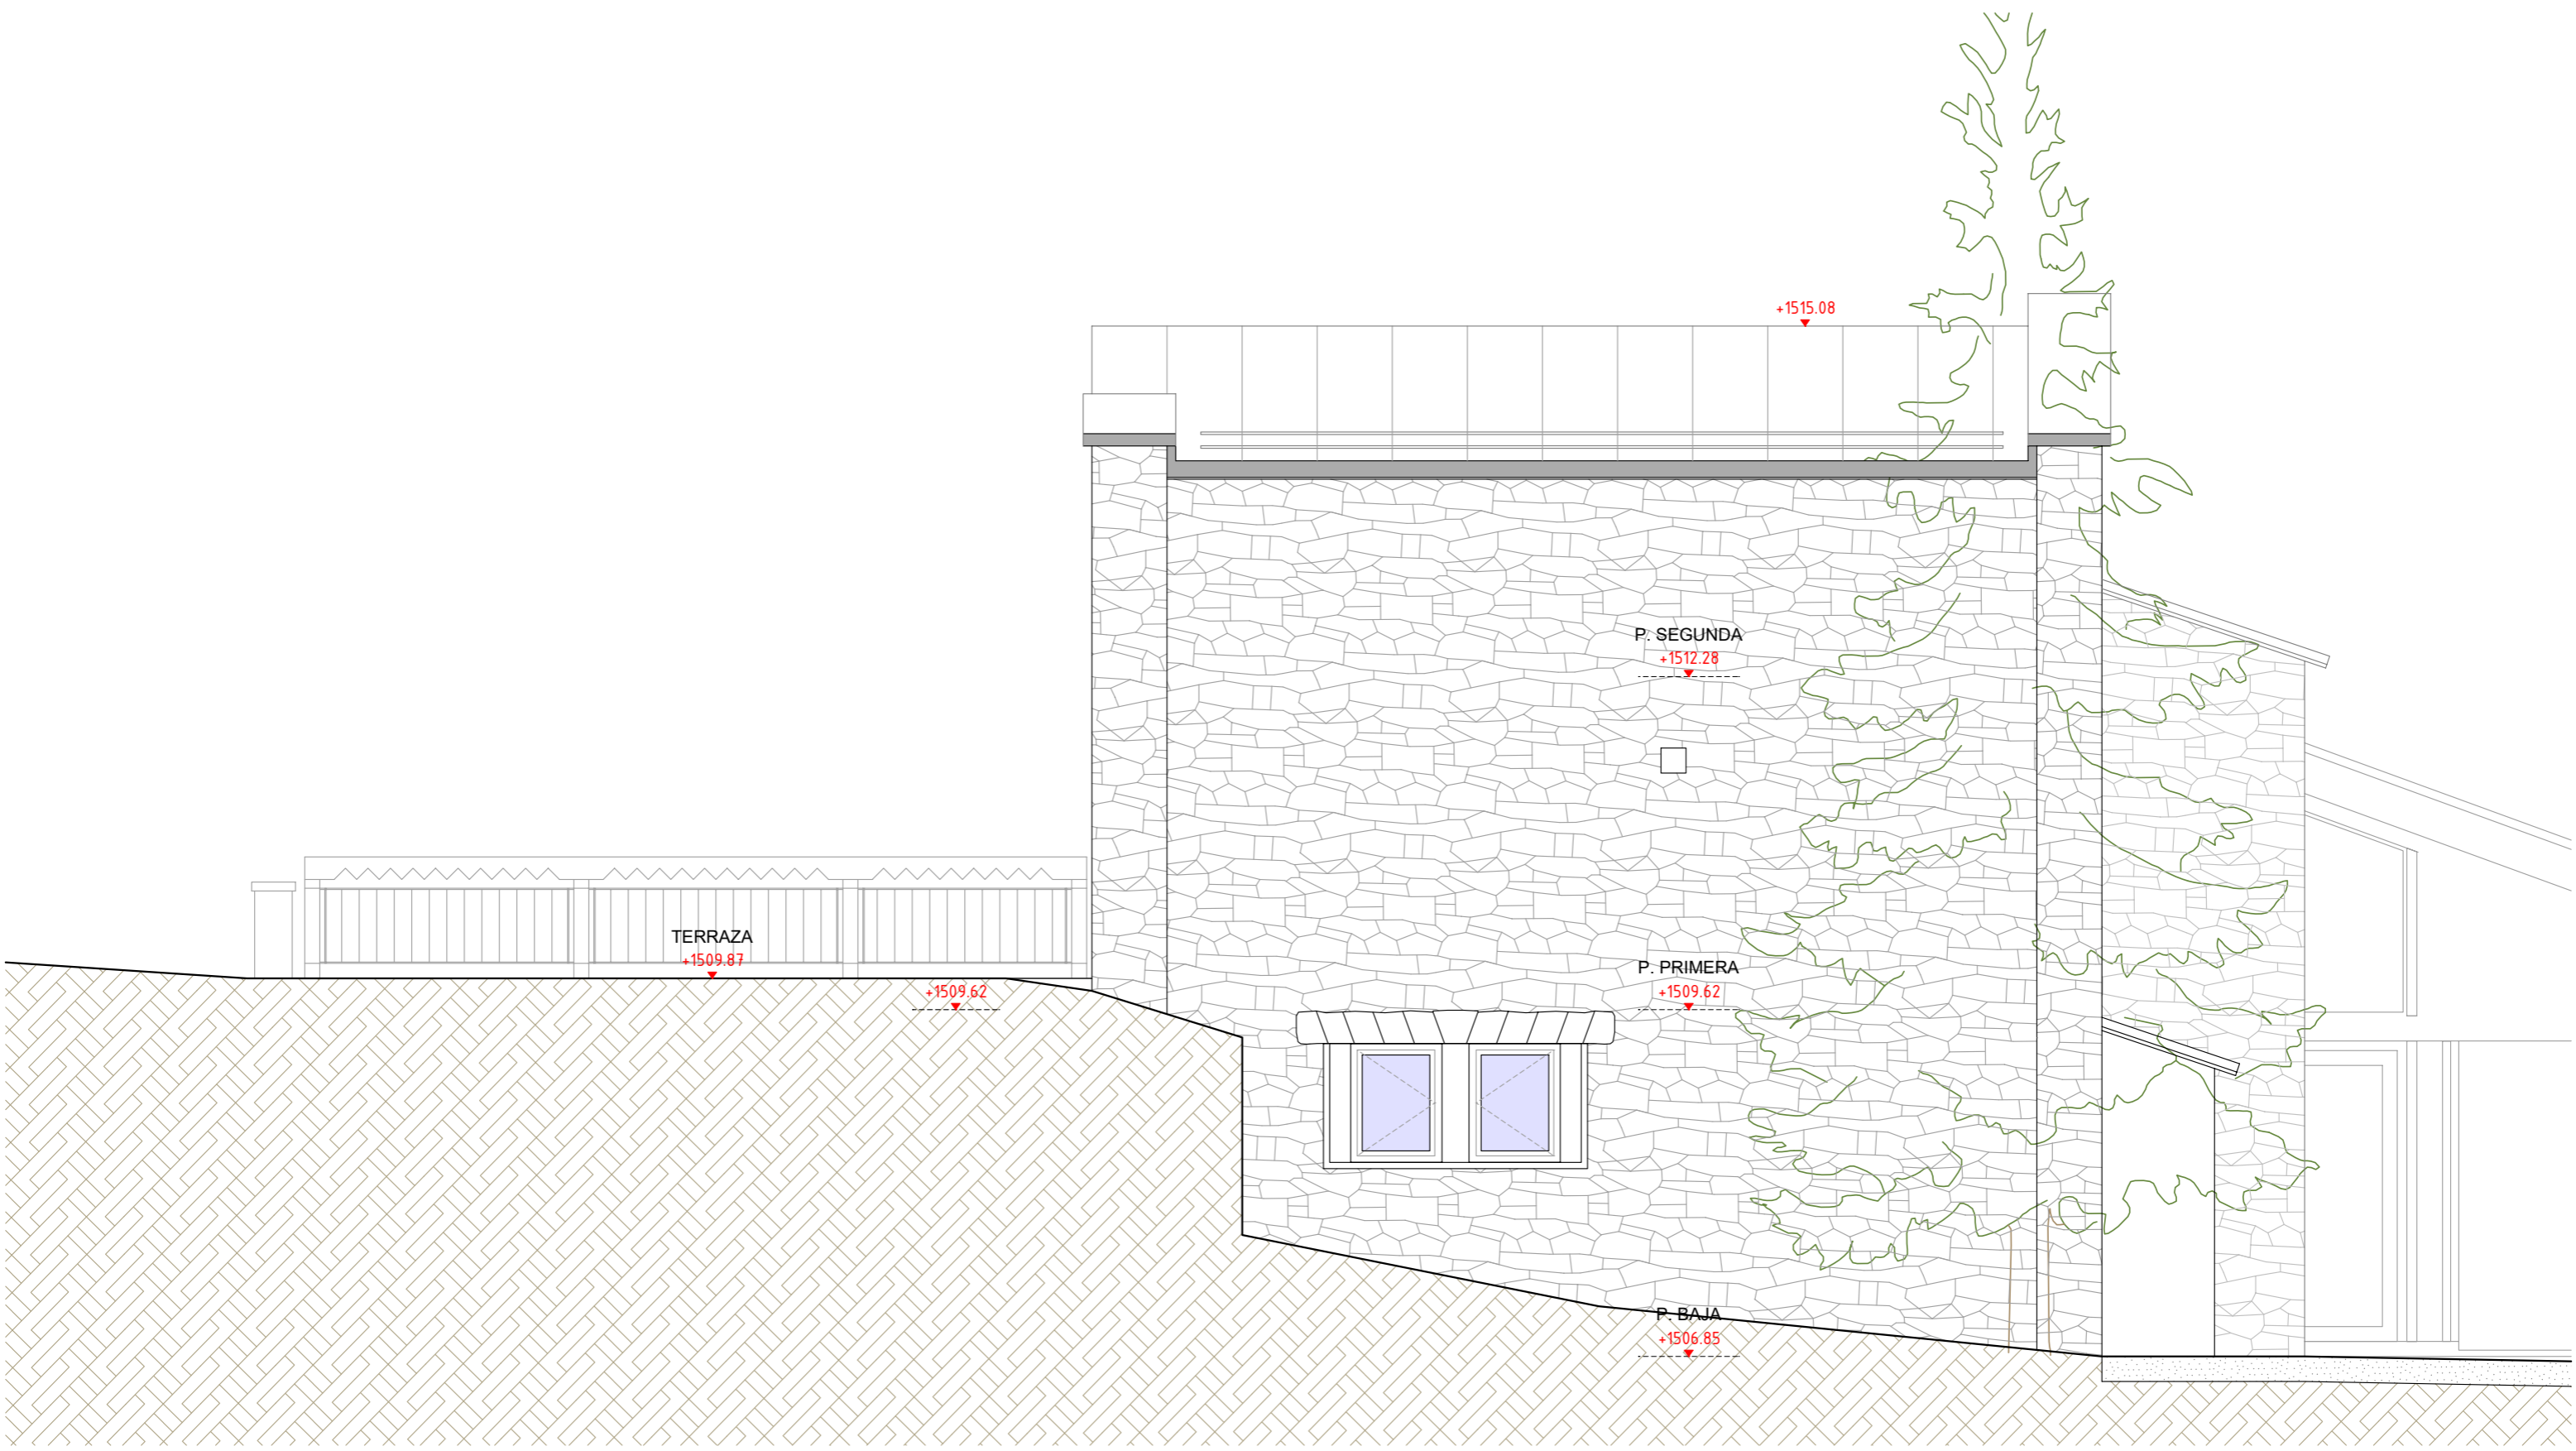 +1515.08
P. SEGUNDA
+1512.28
TERRAZA
+1509.87
+1509.62
P. PRIMERA
+1509.62
P. BAJA
+1506.85